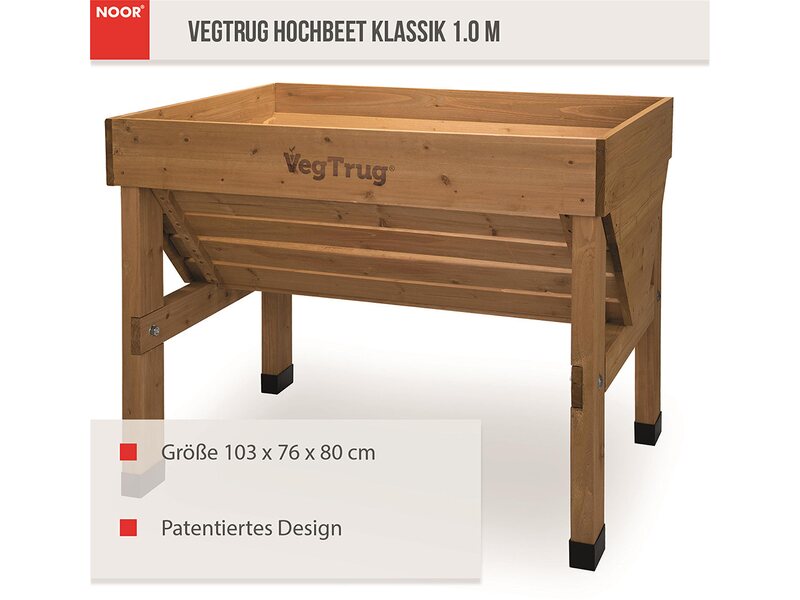 NOOR®
VEGTRUG HOCHBEET KLASSIK 1.0 M
VegTrug®
Größe 103 x 76 x 80 cm
Patentiertes Design